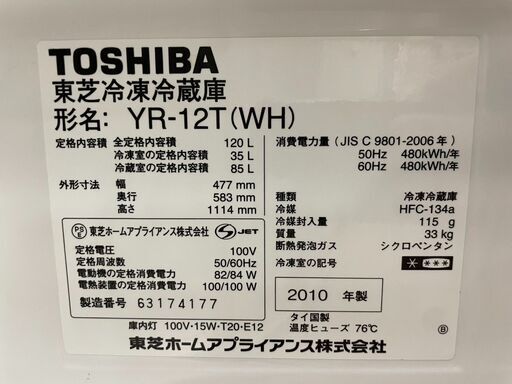 TOSHIBA
東芝冷凍冷蔵庫
形名: YR-12T(WH)
定格内容積 全定格内容積 120 L
冷凍室の定格内容積 35 L
冷蔵室の定格内容積 85 L
外形寸法 幅 477 mm
奥行 583 mm
高さ 1114 mm
PS E 東芝ホームアプライアンス株式会社 S JET
定格電圧 100V
定格周波数 50/60Hz
電動機の定格消費電力 82/84 W
電熱装置の定格消費電力 100/100 W
製造番号 63174177
庫内灯 100V・15W・T20・E12
消費電力量 (JIS C 9801-2006 年)
50Hz 480kWh/年
60Hz 480kWh/年
種類 冷凍冷蔵庫
冷媒 HFC-134a
冷媒封入量 115 g
質量 33 kg
断熱発泡ガス シクロペンタン
冷凍室の記号 * ***
2010 年製
タイ国製
温度ヒューズ 76℃
B
東芝ホームアプライアンス株式会社